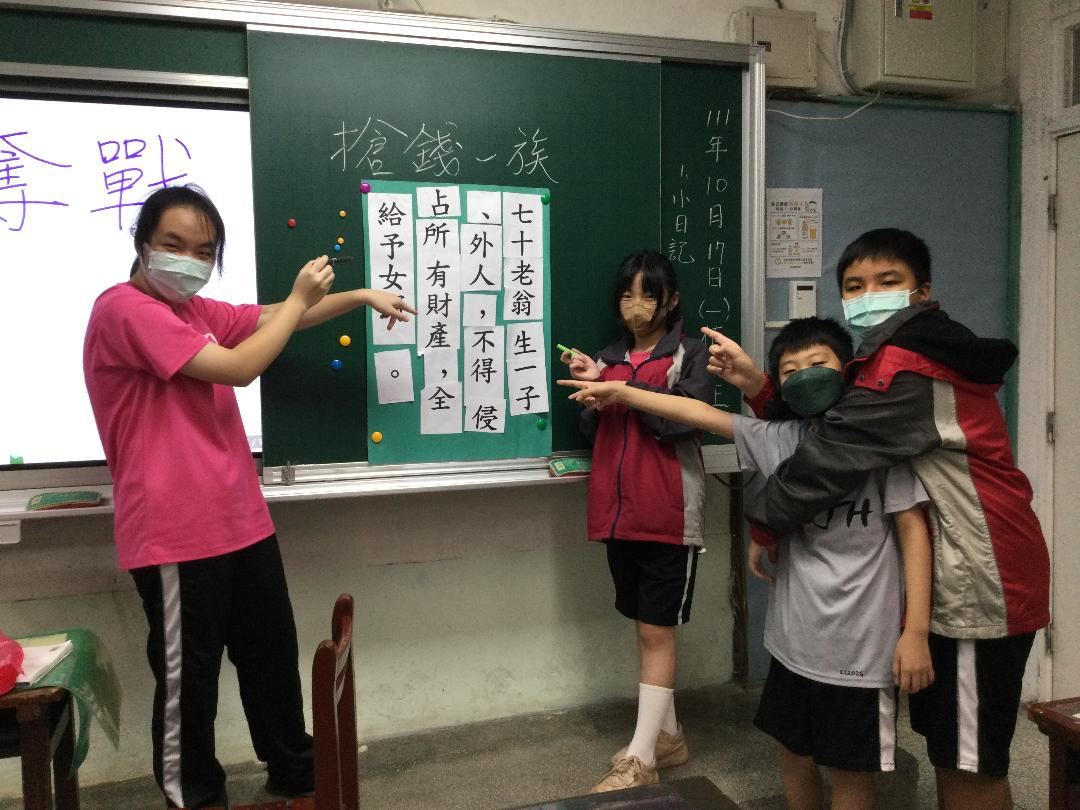 戰
搶錢一族
七十老翁生一子
、外人，不得侵
占所有財產，全
給予女。
111年10月17日(一)
1.小日記